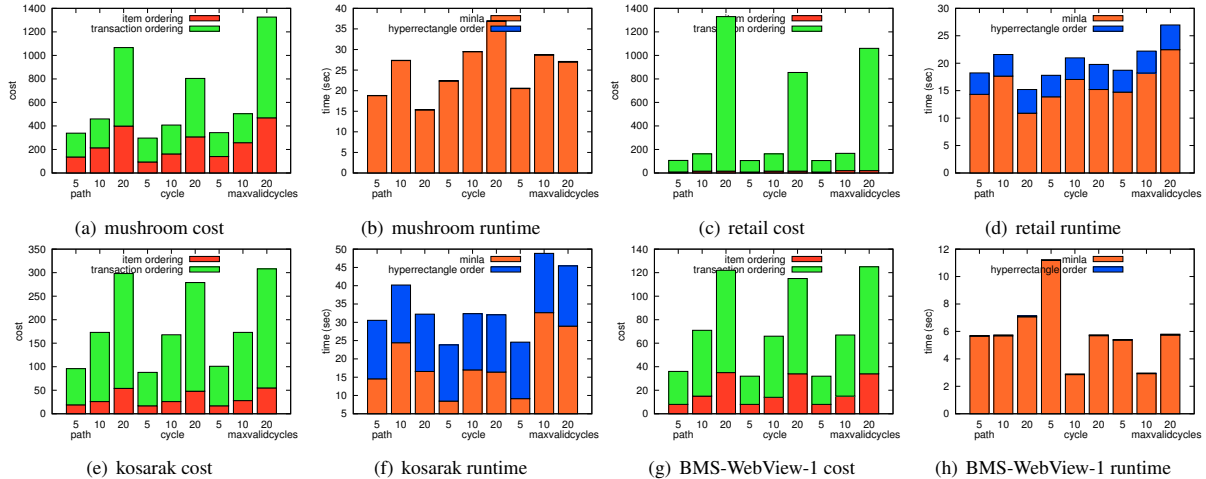 item ordering
transaction ordering
cost
1400
1200
1000
800
600
400
200
0
5 10 20 5 10 20 5 10 20
path cycle maxvalidcycles
(a) mushroom cost
minla
hyperrectangle order
time (sec)
40
35
30
25
20
15
10
5
0
5 10 20 5 10 20 5 10 20
path cycle maxvalidcycles
(b) mushroom runtime
item ordering
transaction ordering
cost
1400
1200
1000
800
600
400
200
0
5 10 20 5 10 20 5 10 20
path cycle maxvalidcycles
(c) retail cost
minla
hyperrectangle order
time (sec)
30
25
20
15
10
5
0
5 10 20 5 10 20 5 10 20
path cycle maxvalidcycles
(d) retail runtime
item ordering
transaction ordering
cost
350
300
250
200
150
100
50
0
5 10 20 5 10 20 5 10 20
path cycle maxvalidcycles
(e) kosarak cost
minla
hyperrectangle order
time (sec)
50
45
40
35
30
25
20
15
10
5
5 10 20 5 10 20 5 10 20
path cycle maxvalidcycles
(f) kosarak runtime
item ordering
transaction ordering
cost
140
120
100
80
60
40
20
0
5 10 20 5 10 20 5 10 20
path cycle maxvalidcycles
(g) BMS-WebView-1 cost
minla
hyperrectangle order
time (sec)
12
10
8
6
4
2
0
5 10 20 5 10 20 5 10 20
path cycle maxvalidcycles
(h) BMS-WebView-1 runtime